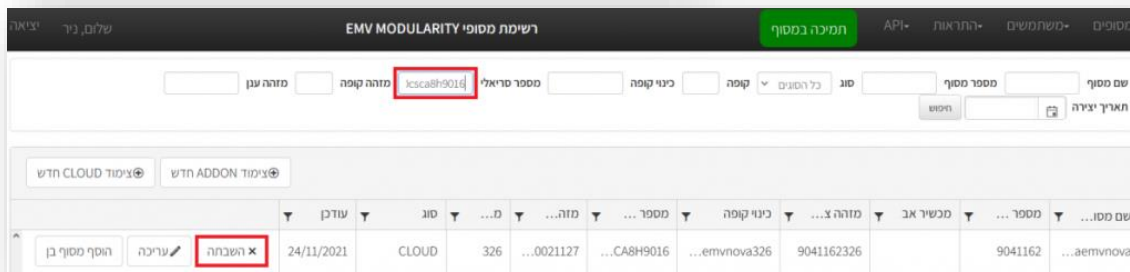 מסופים משתמשים התראות API תמיכה במסוף רשימת מסופי EMV MODULARITY שלום, ניר יציאה
שם מסוף מספר מסוף סוג כל הסוגים קופה כינוי קופה מספר סריאלי lcsca8h9016 מזהה קופה מזהה ענן
תאריך יצירה חיפוש
צימוד ADDON חדש צימוד CLOUD חדש
שם מסו... מספר ... מכשיר אב מזהה צ... כינוי קופה מספר ... מזה... מ... סוג עודכן
aemvnova... 9041162 9041162326 emvnova326... CA8H9016... 0021127... 326 CLOUD 24/11/2021 השבתה עריכה הוסף מסוף בן